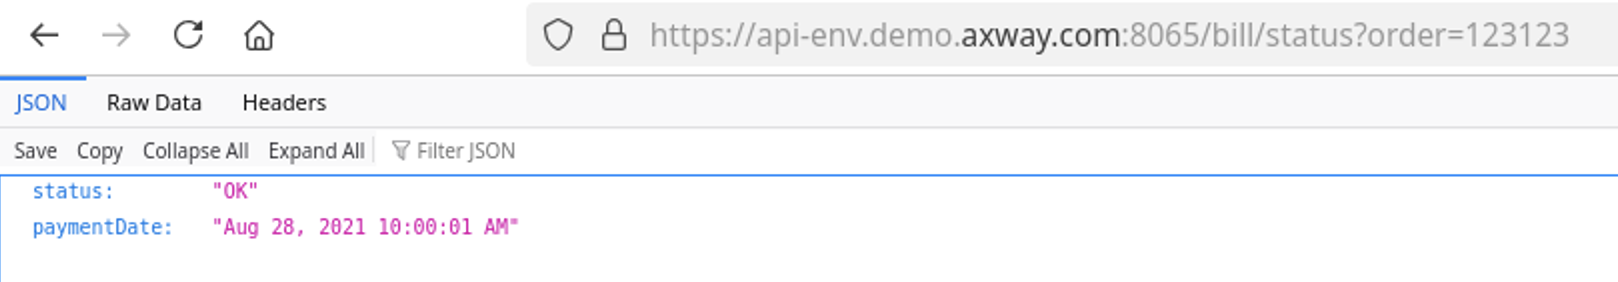 https://api-env.demo.axway.com:8065/bill/status?order=123123
JSON Raw Data Headers
Save Copy Collapse All Expand All Filter JSON
status: "OK"
paymentDate: "Aug 28, 2021 10:00:01 AM"